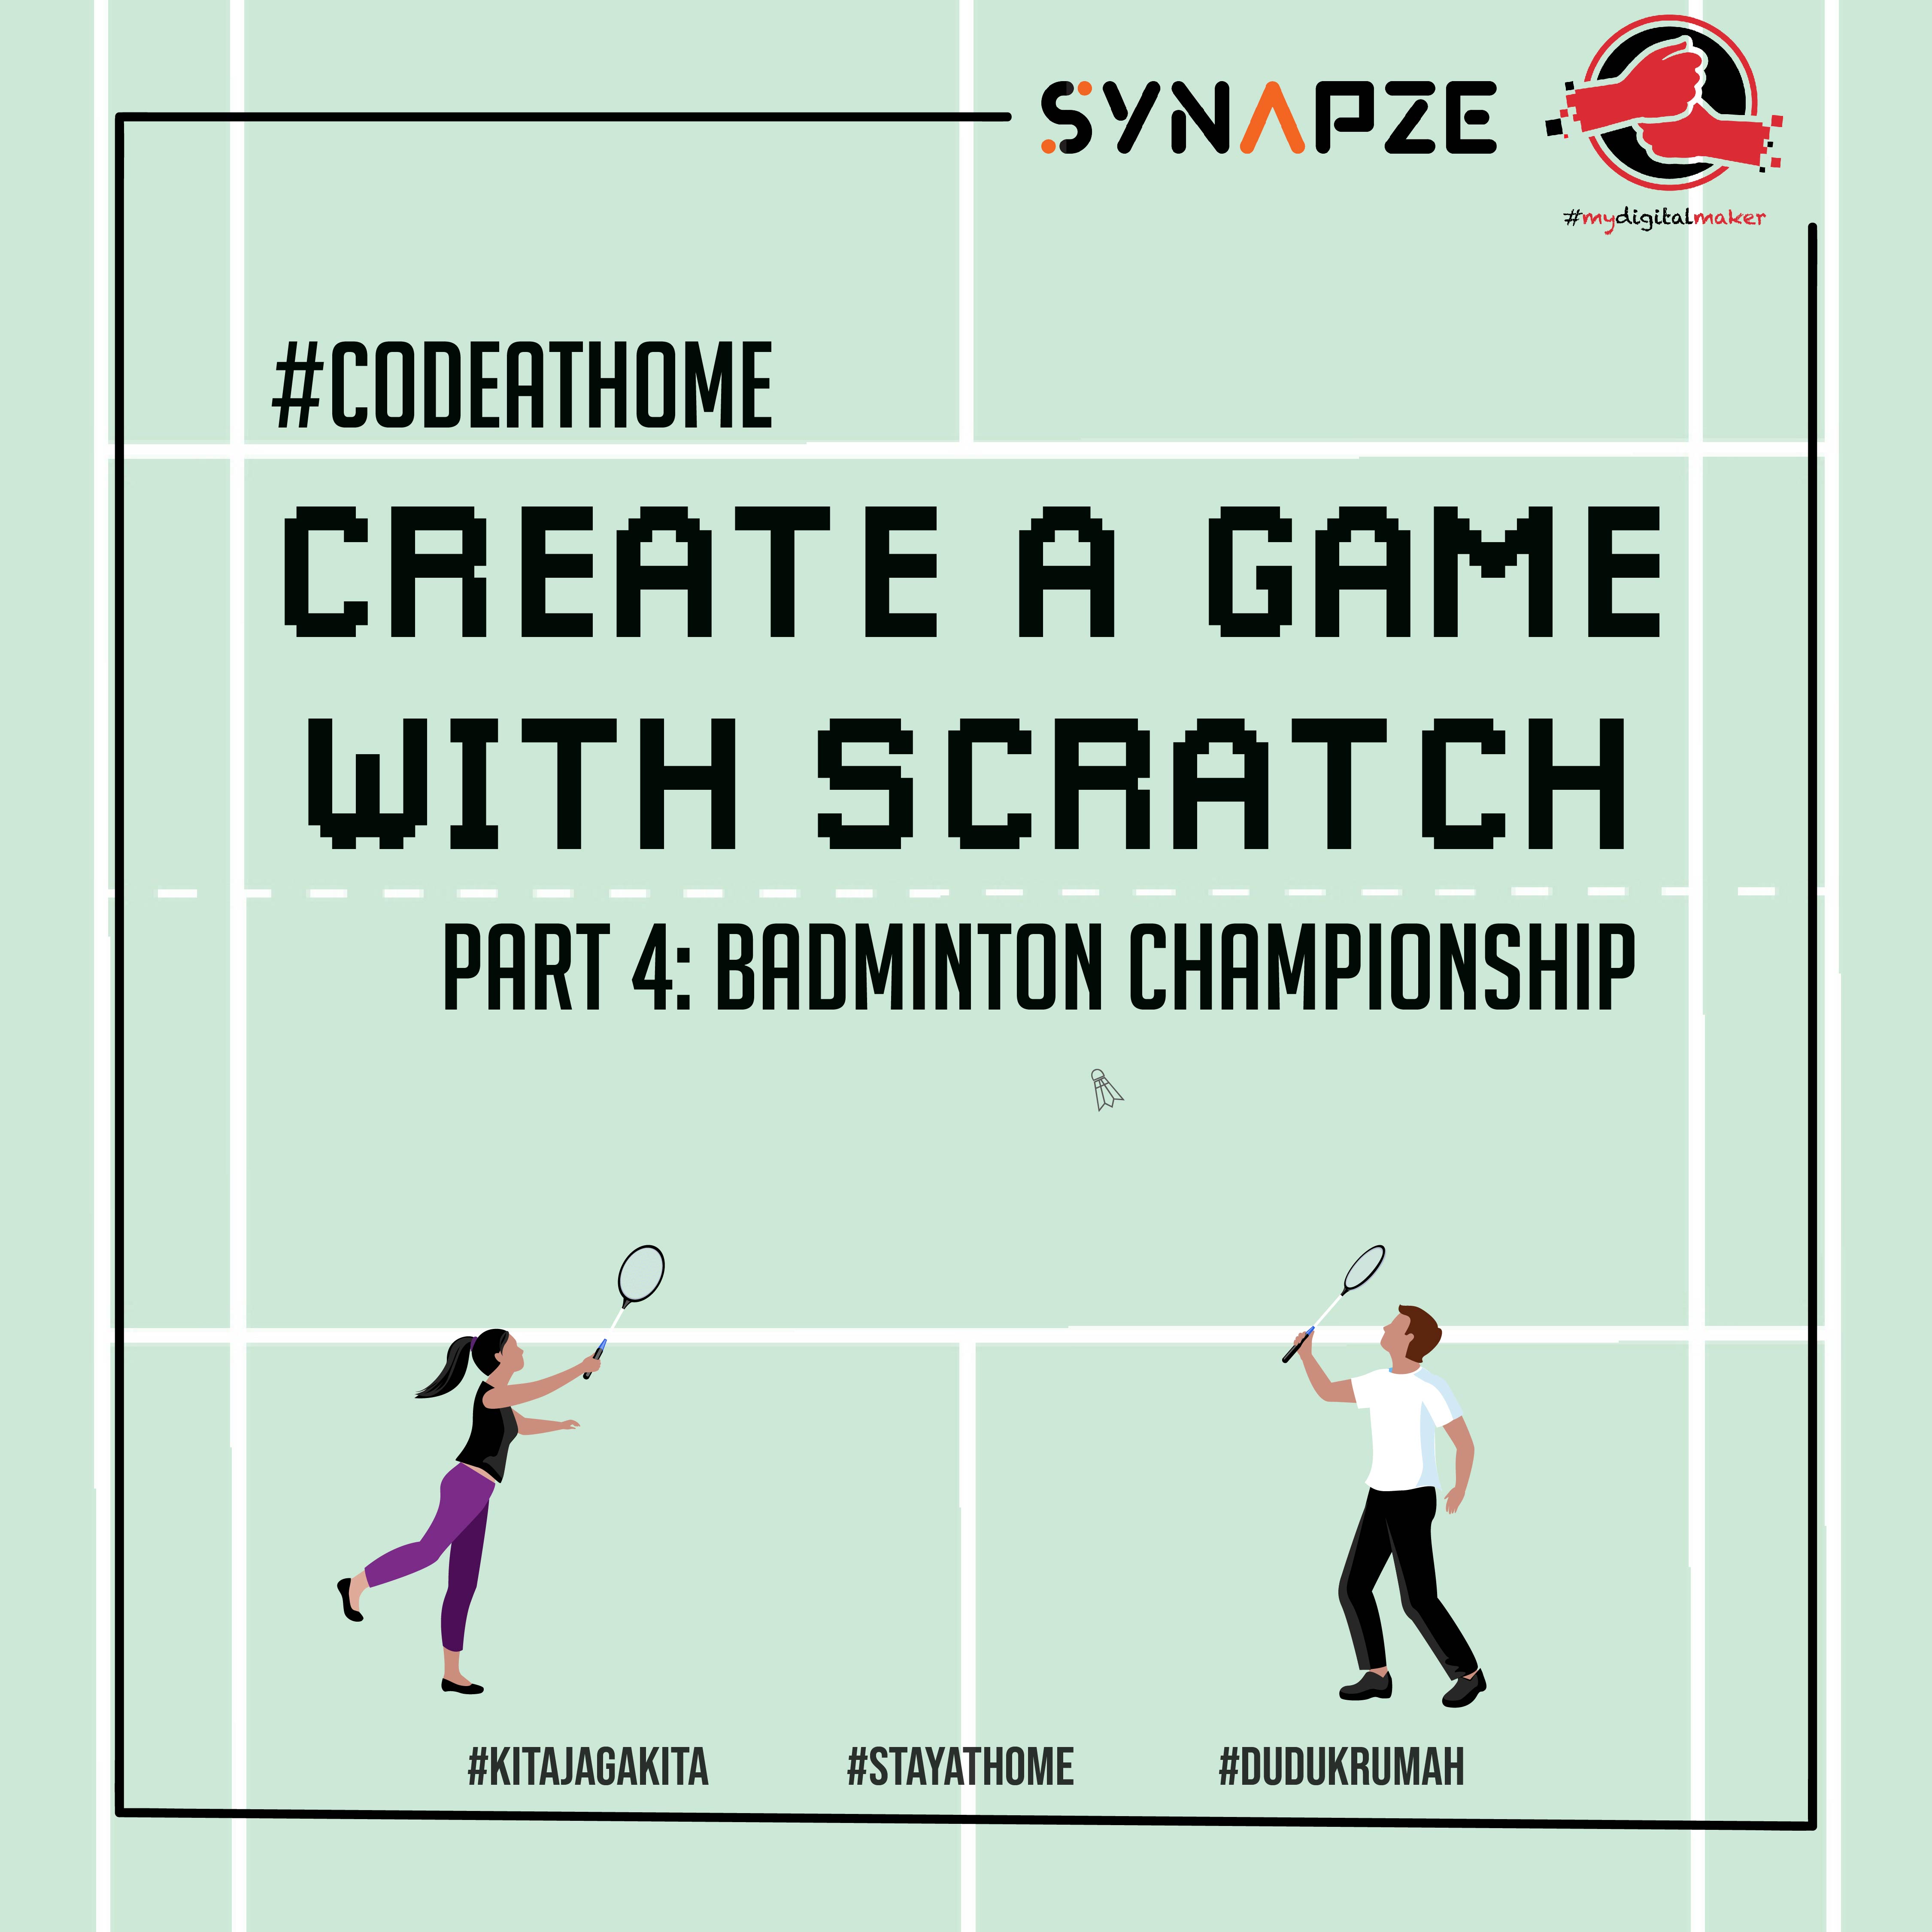 SYNAPZE
#mydigitalmaker
#CODEATHOME
CREATE A GAME
WITH SCRATCH
PART 4: BADMINTON CHAMPIONSHIP
#KITAJAGAKITA #STAYATHOME #DUDUKRUMAH